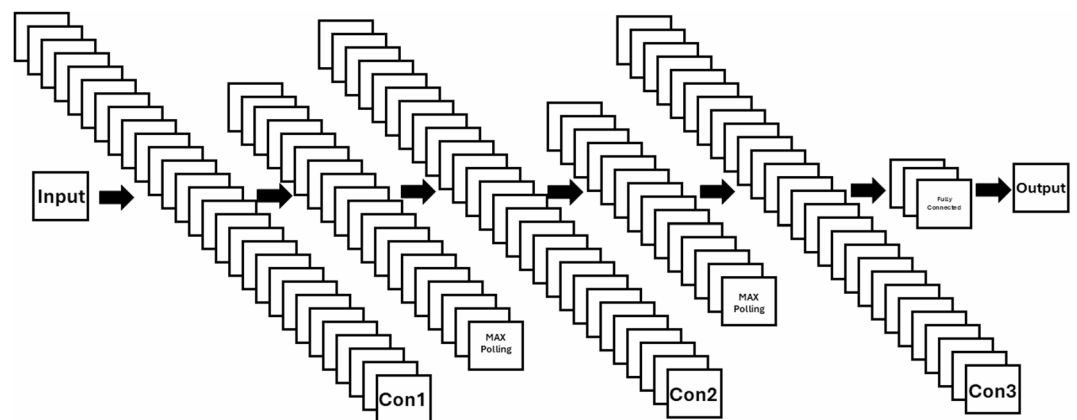 Input
Con1
MAX
Polling
Con2
MAX
Polling
Con3
Fully
Connected
Output